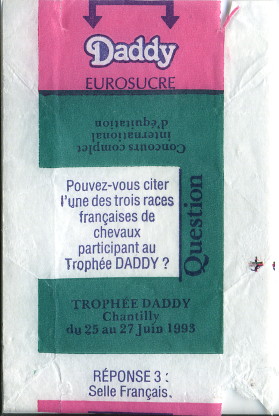 Daddy
EUROSUCRE
Concours complet
international
d'équitation
Pouvez-vous citer
l'une des trois races
françaises de
chevaux
participant au
Trophée DADDY ?
Question
TROPHÉE DADDY
Chantilly
du 25 au 27 Juin 1993
RÉPONSE 3 :
Selle Français.